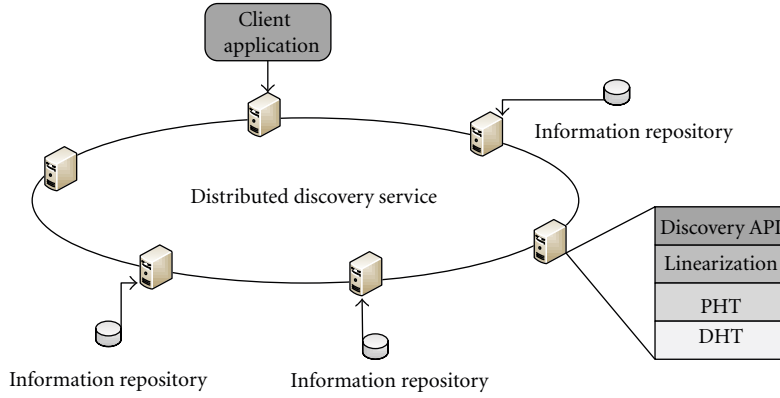 Client
application
Information repository
Distributed discovery service
Discovery API
Linearization
PHT
DHT
Information repository
Information repository